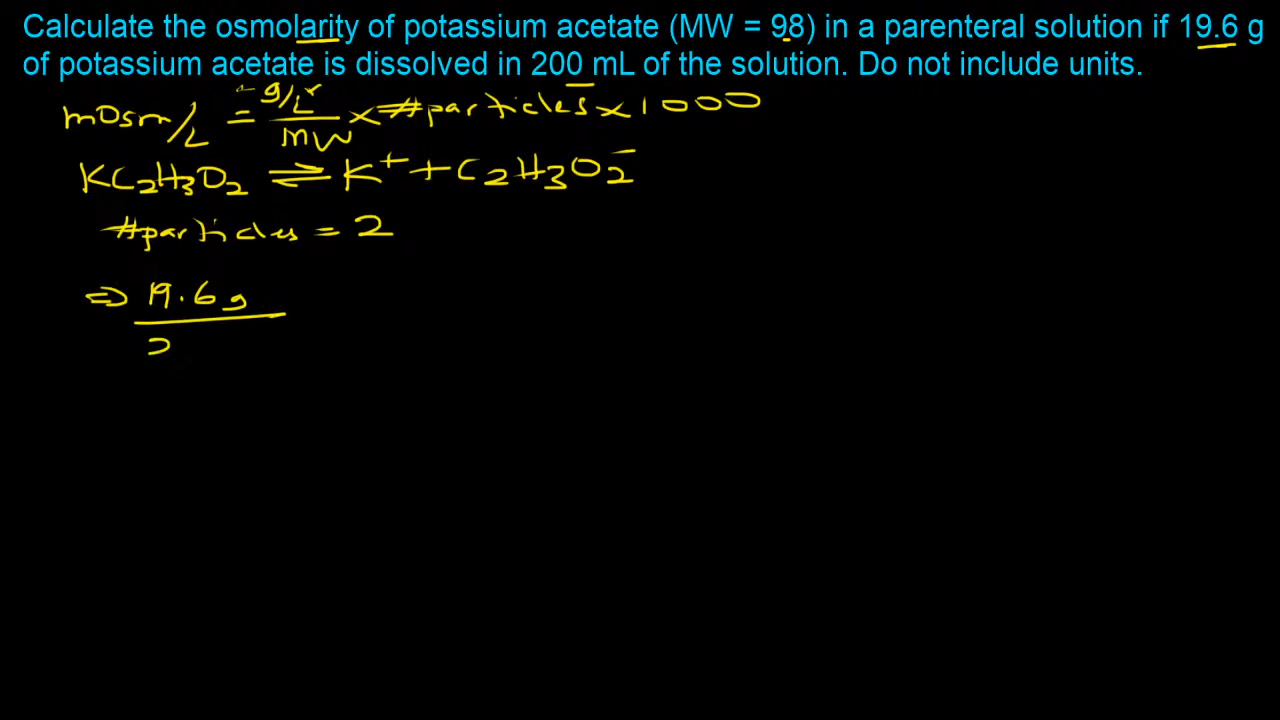 Calculate the osmolarity of potassium acetate (MW = 98) in a parenteral solution if 19.6 g
of potassium acetate is dissolved in 200 mL of the solution. Do not include units.
mOsm/L = g/L / MW × #particles × 1000
KC2H3O2 ⇌ K+ + C2H3O2−
#particles = 2
⇒ 19.6 g
2